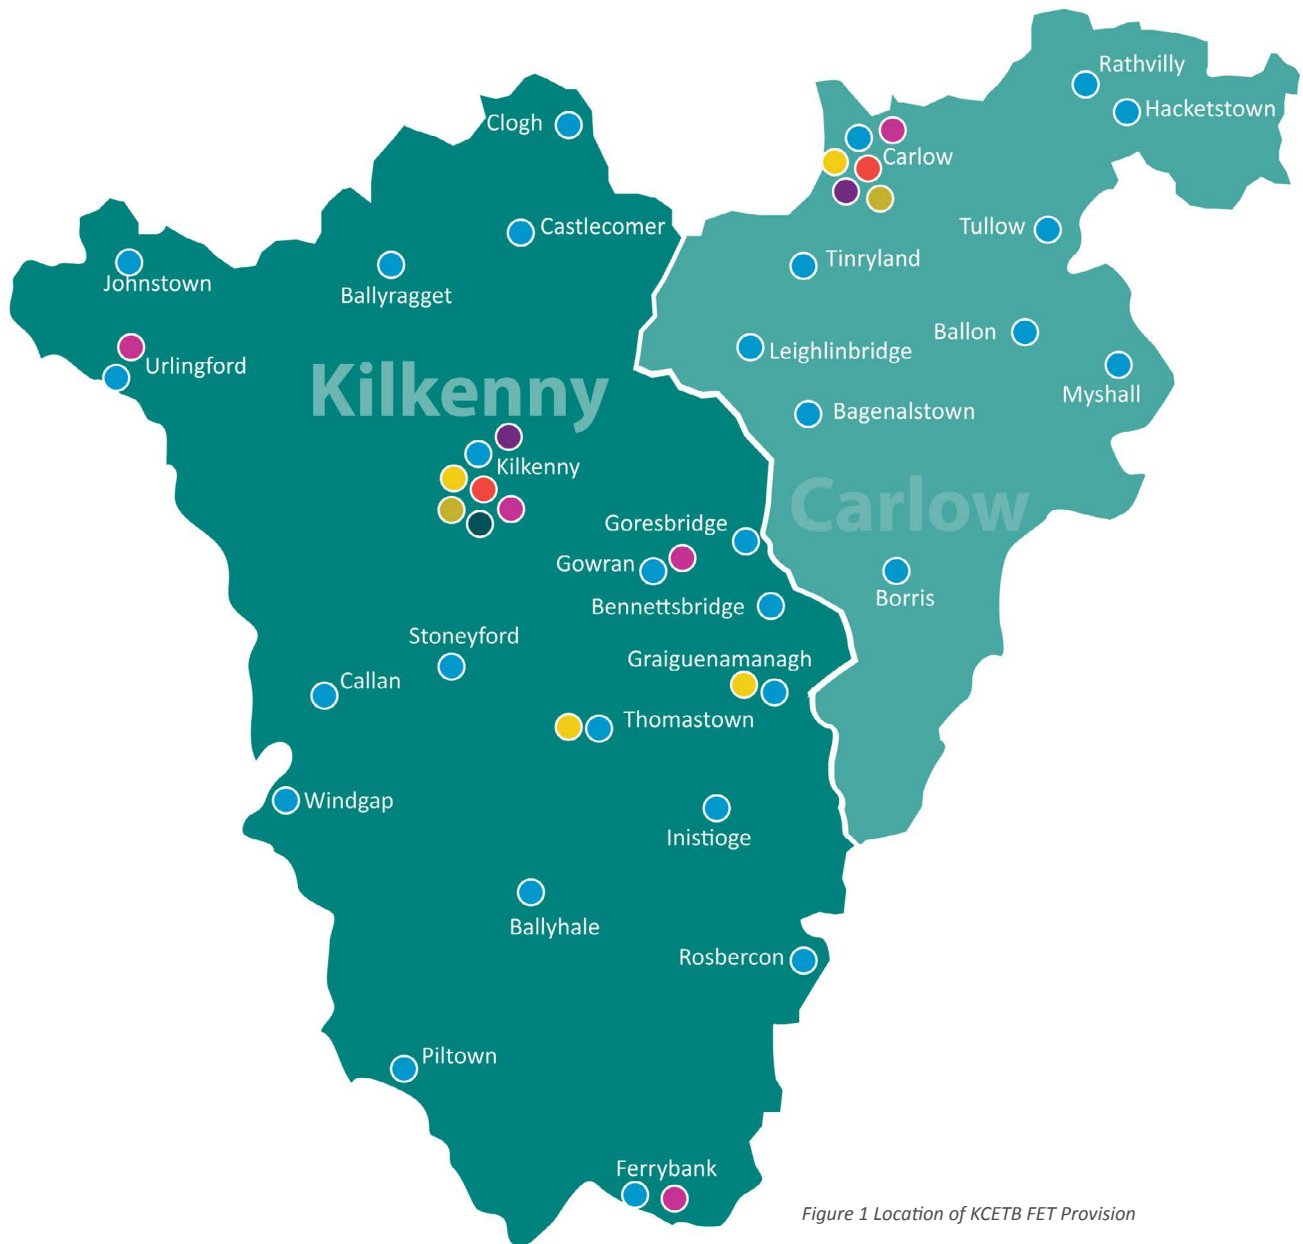 Rathvilly
Hacketstown
Clogh
Carlow
Castlecomer
Tullow
Tinryland
Johnstown
Ballyragget
Ballon
Leighlinbridge
Urlingford
Kilkenny
Myshall
Bagenalstown
Kilkenny
Carlow
Goresbridge
Gowran
Borris
Bennettsbridge
Stoneyford
Graiguenamanagh
Callan
Thomastown
Windgap
Inistioge
Ballyhale
Rosbercon
Piltown
Ferrybank
Figure 1 Location of KCETB FET Provision